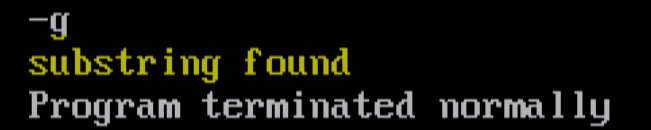 -g
substring found
Program terminated normally